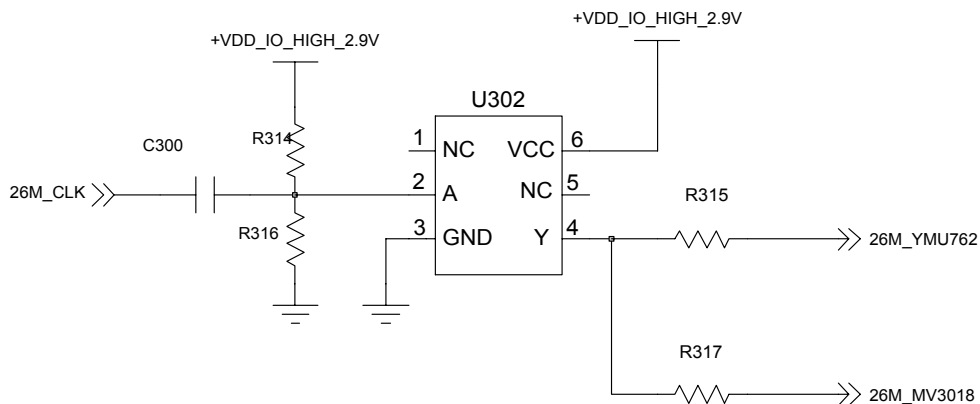 +VDD_IO_HIGH_2.9V
+VDD_IO_HIGH_2.9V
U302
R314
1
NC
VCC
6
C300
26M_CLK
2
A
NC
5
R315
R316
3
GND
Y
4
26M_YMU762
R317
26M_MV3018